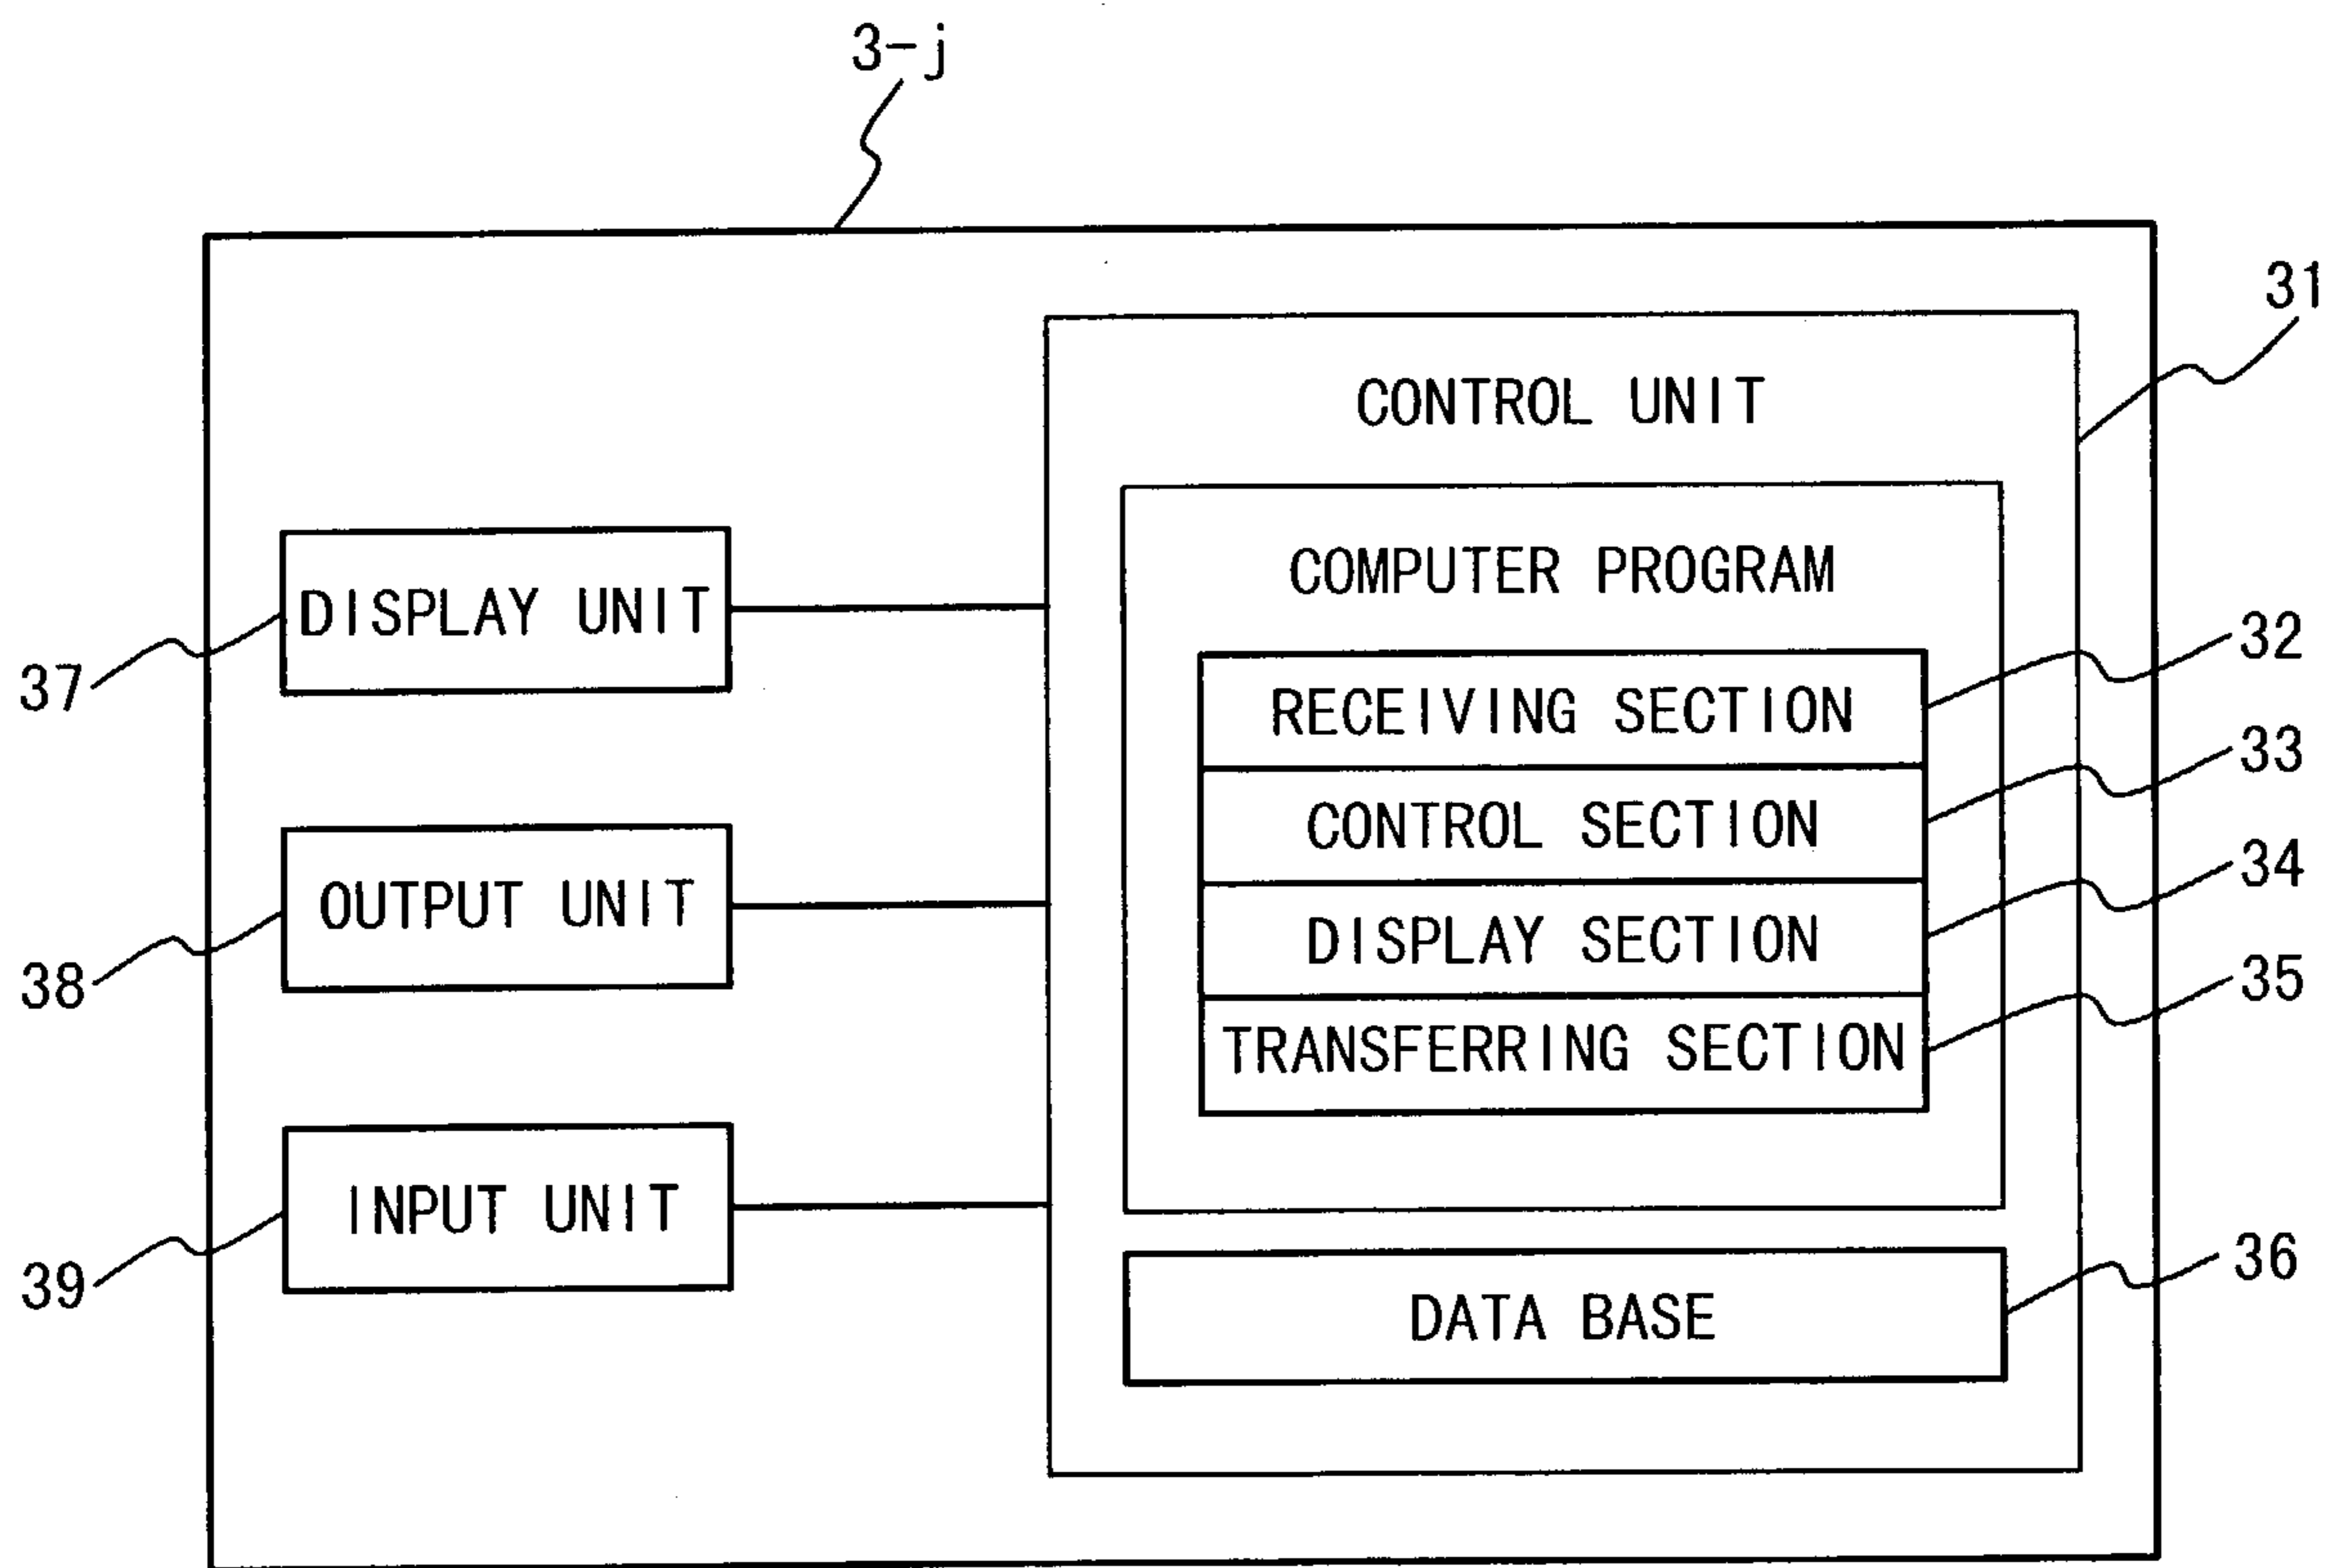 3-j
31
CONTROL UNIT
COMPUTER PROGRAM
DISPLAY UNIT
37
RECEIVING SECTION
32
CONTROL SECTION
33
OUTPUT UNIT
38
DISPLAY SECTION
34
TRANSFERRING SECTION
35
INPUT UNIT
39
DATA BASE
36